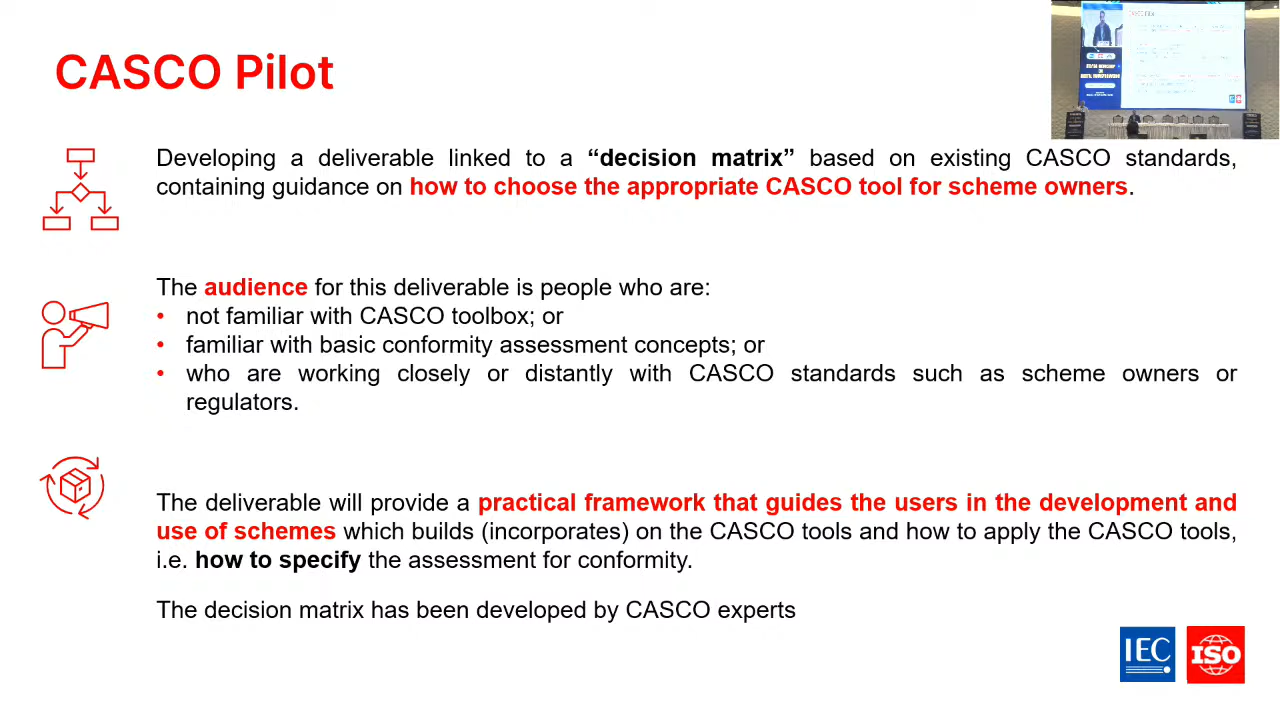 CASCO Pilot
Developing a deliverable linked to a “decision matrix” based on existing CASCO standards,
containing guidance on how to choose the appropriate CASCO tool for scheme owners.
The audience for this deliverable is people who are:
• not familiar with CASCO toolbox; or
• familiar with basic conformity assessment concepts; or
• who are working closely or distantly with CASCO standards such as scheme owners or
regulators.
The deliverable will provide a practical framework that guides the users in the development and
use of schemes which builds (incorporates) on the CASCO tools and how to apply the CASCO tools,
i.e. how to specify the assessment for conformity.
The decision matrix has been developed by CASCO experts
IEC
ISO